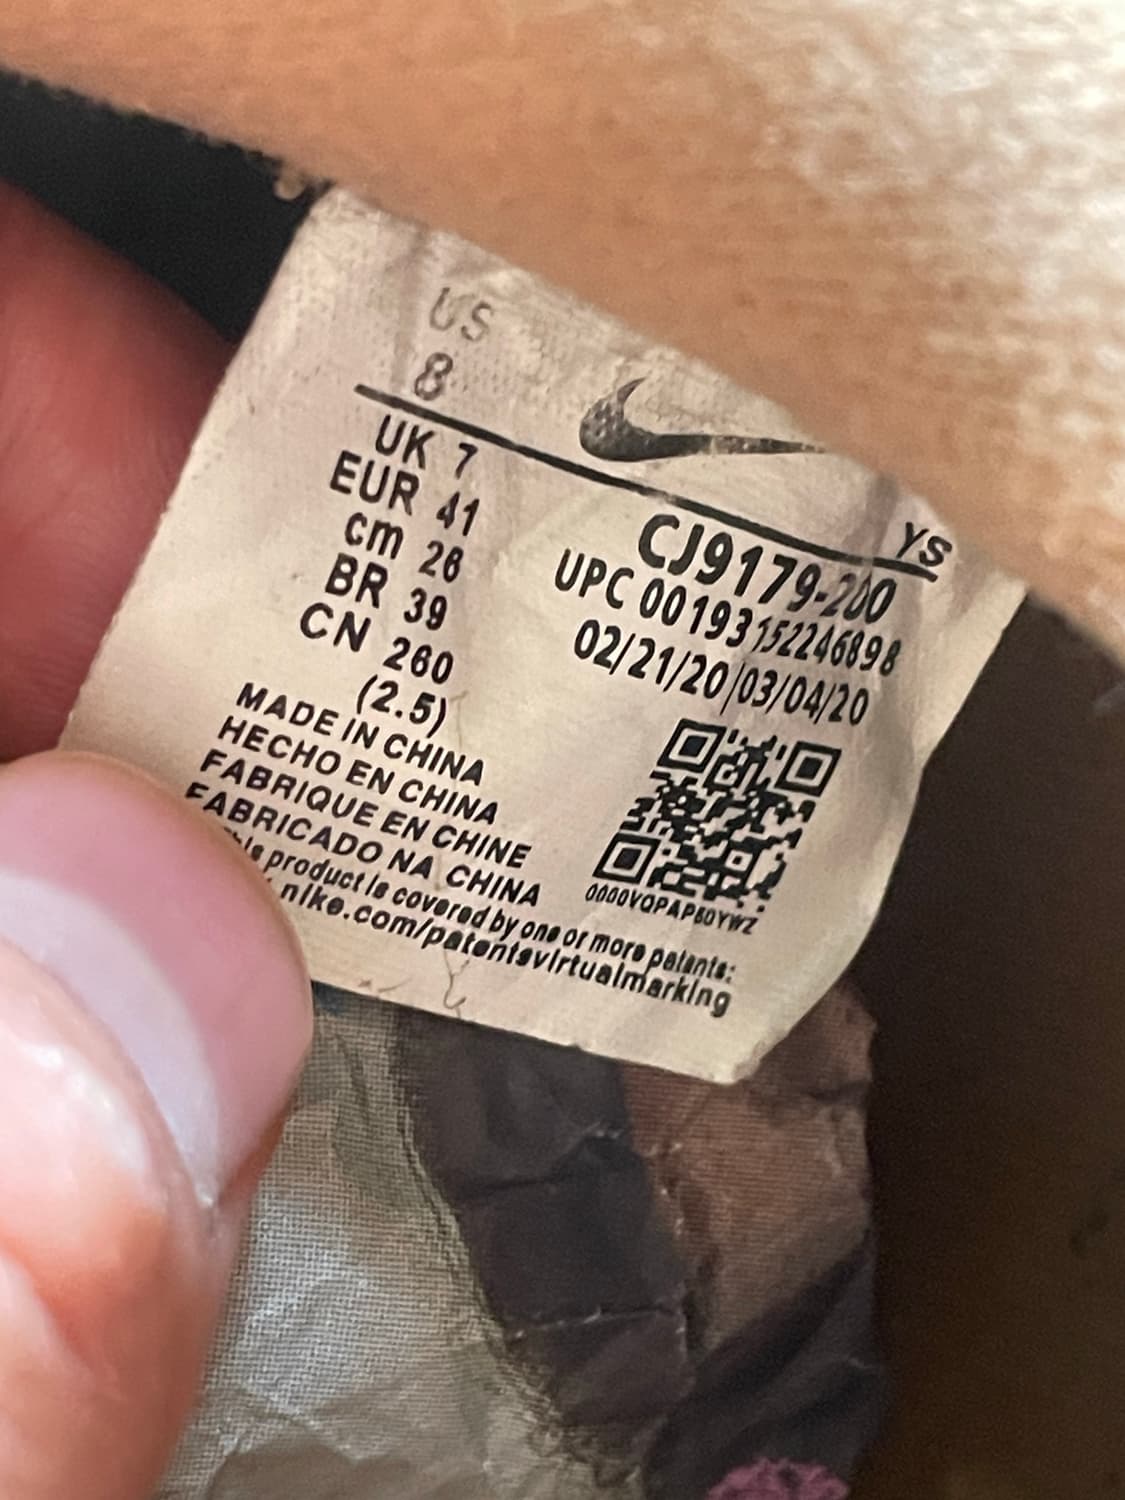 US
8
YS
UK 7
EUR 41
cm 26
BR 39
CN 260
(2.5)
CJ9179-200
UPC 00193152246898
02/21/20 03/04/20
MADE IN CHINA
HECHO EN CHINA
FABRIQUE EN CHINE
FABRICADO NA CHINA
0000VQPAP60YWZ
This product is covered by one or more patents:
nike.com/patentsvirtualmarking